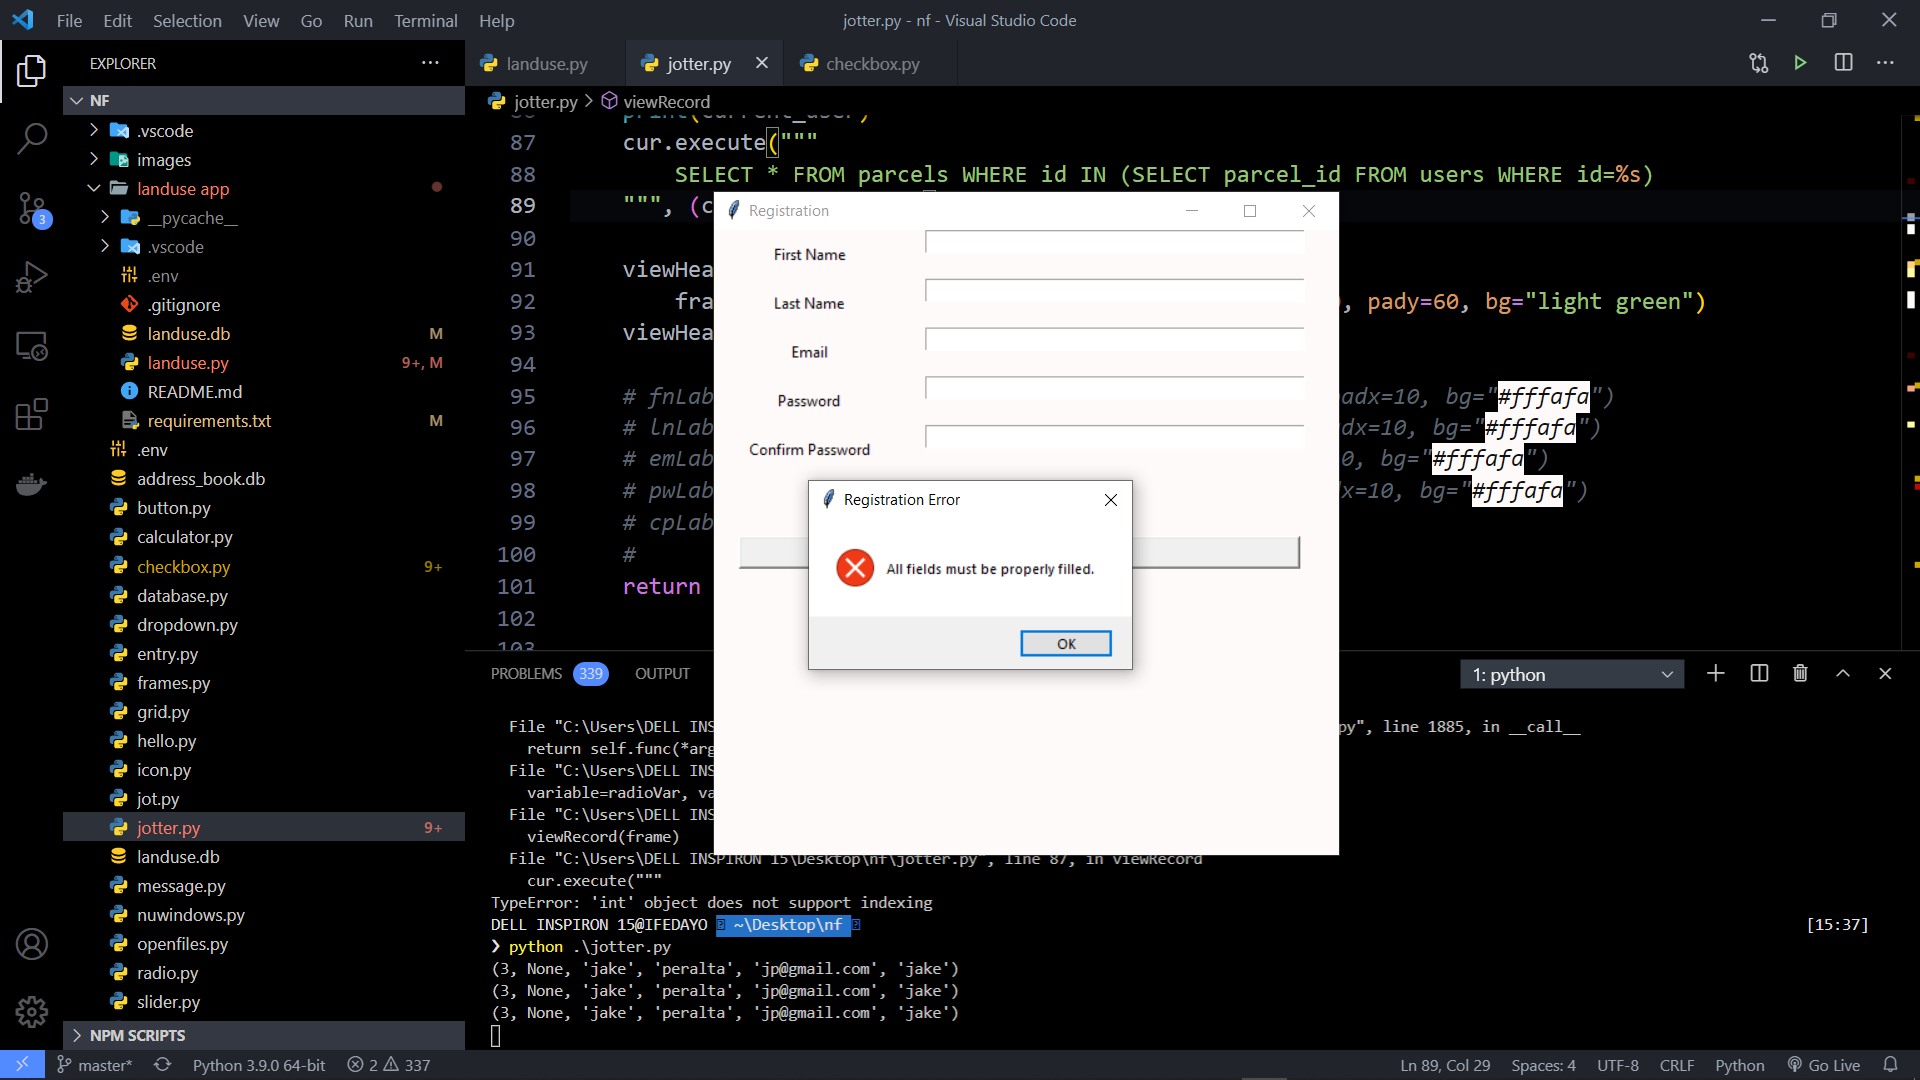 File Edit Selection View Go Run Terminal Help
jotter.py - nf - Visual Studio Code
EXPLORER
NF
.vscode
images
landuse app
__pycache__
.vscode
.env
.gitignore
landuse.db M
landuse.py 9+, M
README.md
requirements.txt M
.env
address_book.db
button.py
calculator.py
checkbox.py 9+
database.py
dropdown.py
entry.py
frames.py
grid.py
hello.py
icon.py
jot.py
jotter.py 9+
landuse.db
message.py
nuwindows.py
openfiles.py
radio.py
slider.py
NPM SCRIPTS
3
landuse.py
jotter.py
checkbox.py
jotter.py > viewRecord
print(current_user)
87 cur.execute("""
88 SELECT * FROM parcels WHERE id IN (SELECT parcel_id FROM users WHERE id=%s)
89 """, (c
90
91 viewHea
92 fra , pady=60, bg="light green")
93 viewHea
94
95 # fnLab adx=10, bg="#fffafa")
96 # lnLab dx=10, bg="#fffafa")
97 # emLab 0, bg="#fffafa")
98 # pwLab x=10, bg="#fffafa")
99 # cpLab
100 #
101 return
102
103
Registration
First Name
Last Name
Email
Password
Confirm Password
Registration Error
All fields must be properly filled.
OK
PROBLEMS 339 OUTPUT
1: python
File "C:\Users\DELL INS py", line 1885, in __call__
return self.func(*arg
File "C:\Users\DELL INS
variable=radioVar, va
File "C:\Users\DELL INS
viewRecord(frame)
File "C:\Users\DELL INSPIRON 15\Desktop\nf\jotter.py", line 87, in viewRecord
cur.execute("""
TypeError: 'int' object does not support indexing
DELL INSPIRON 15@IFEDAYO ~\Desktop\nf [15:37]
❯ python .\jotter.py
(3, None, 'jake', 'peralta', 'jp@gmail.com', 'jake')
(3, None, 'jake', 'peralta', 'jp@gmail.com', 'jake')
(3, None, 'jake', 'peralta', 'jp@gmail.com', 'jake')
master* Python 3.9.0 64-bit 2 337 Ln 89, Col 29 Spaces: 4 UTF-8 CRLF Python Go Live